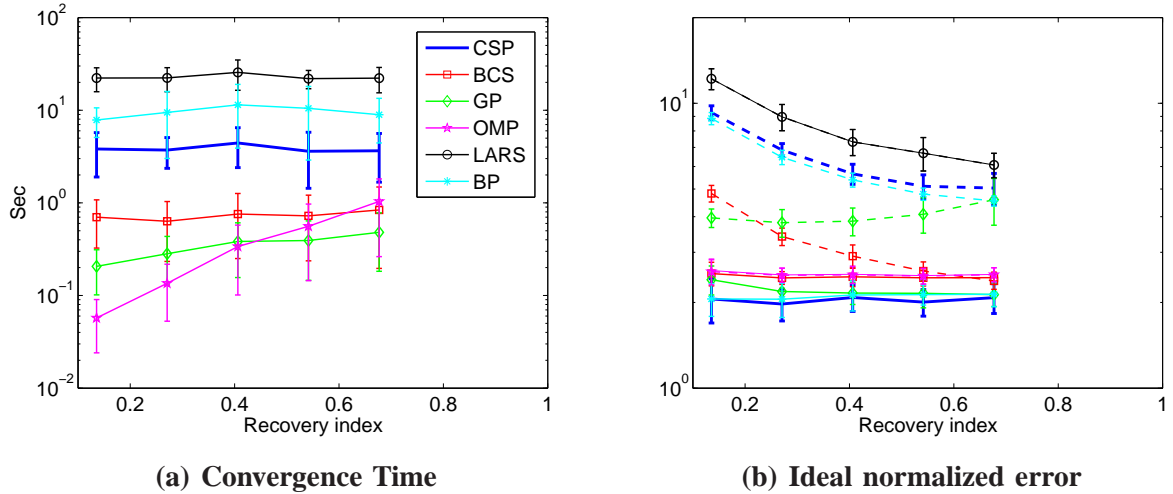 10^2
10^1
10^0
10^-1
10^-2
Sec
0.2 0.4 0.6 0.8 1
Recovery index
CSP
BCS
GP
OMP
LARS
BP
(a) Convergence Time
10^1
10^0
0.2 0.4 0.6 0.8 1
Recovery index
(b) Ideal normalized error